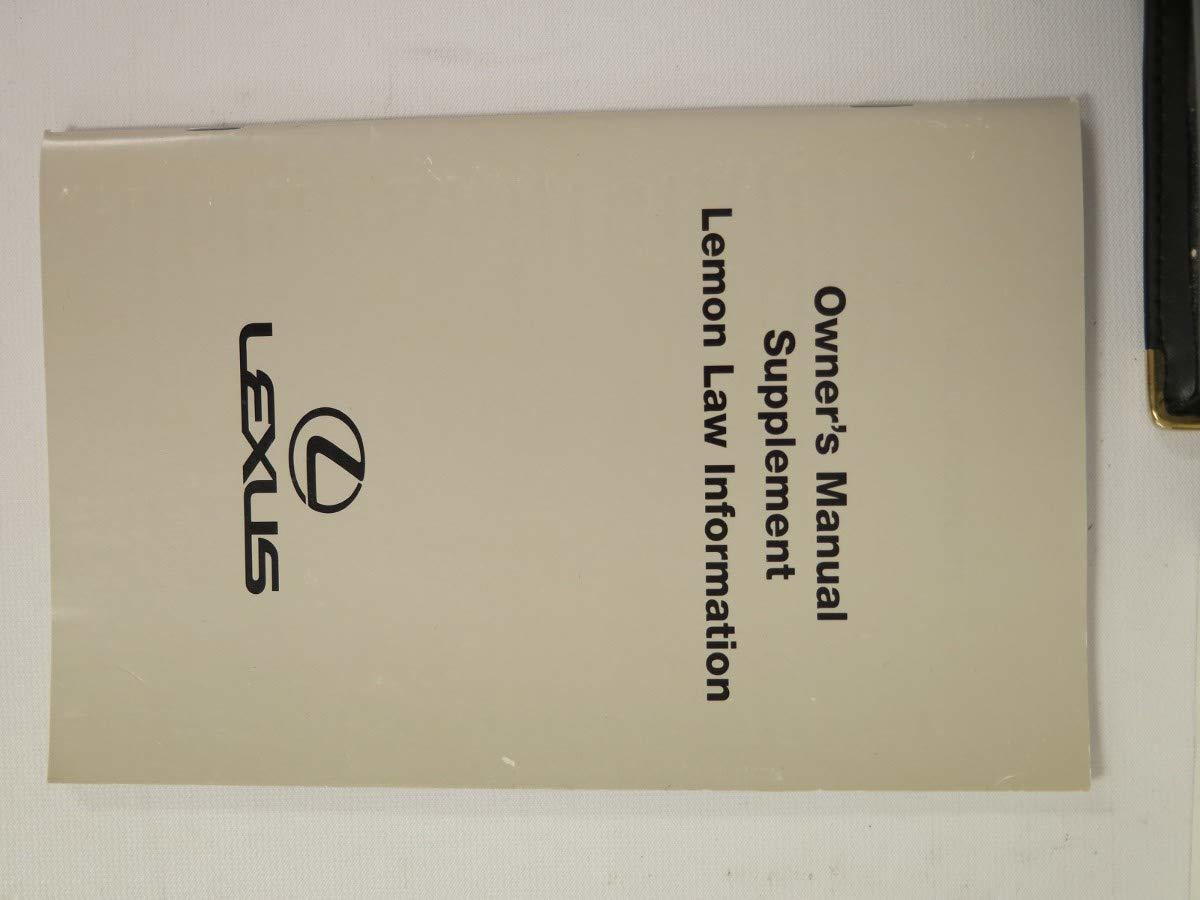 Owner's Manual
Supplement
Lemon Law Information
LEXUS